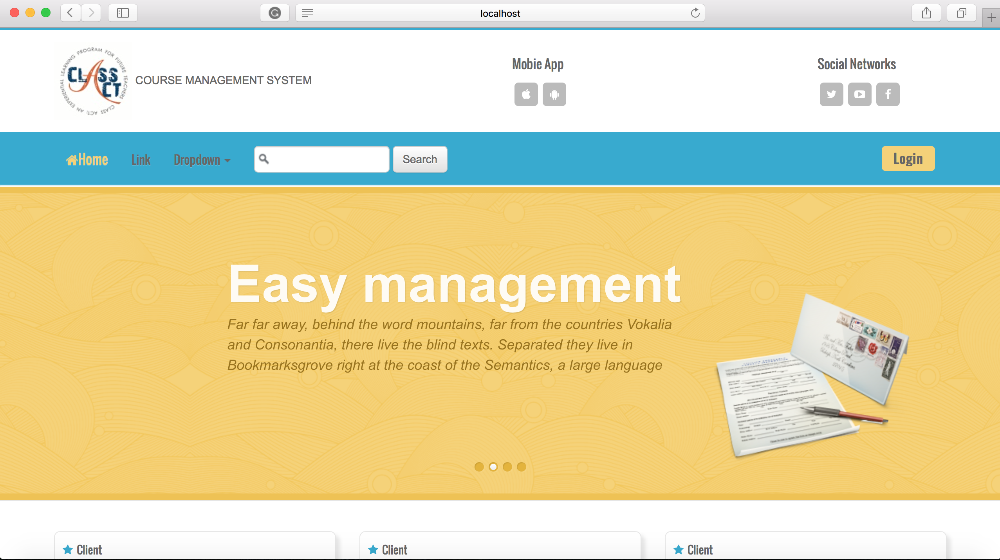 localhost
CLASS ACT: AN EXPERIENTIAL LEARNING PROGRAM FOR FUTURE TEACHERS
CLASS
ACT
COURSE MANAGEMENT SYSTEM
Mobie App
Social Networks
Home Link Dropdown Search Login
Easy management
Far far away, behind the word mountains, far from the countries Vokalia
and Consonantia, there live the blind texts. Separated they live in
Bookmarksgrove right at the coast of the Semantics, a large language
Client Client Client